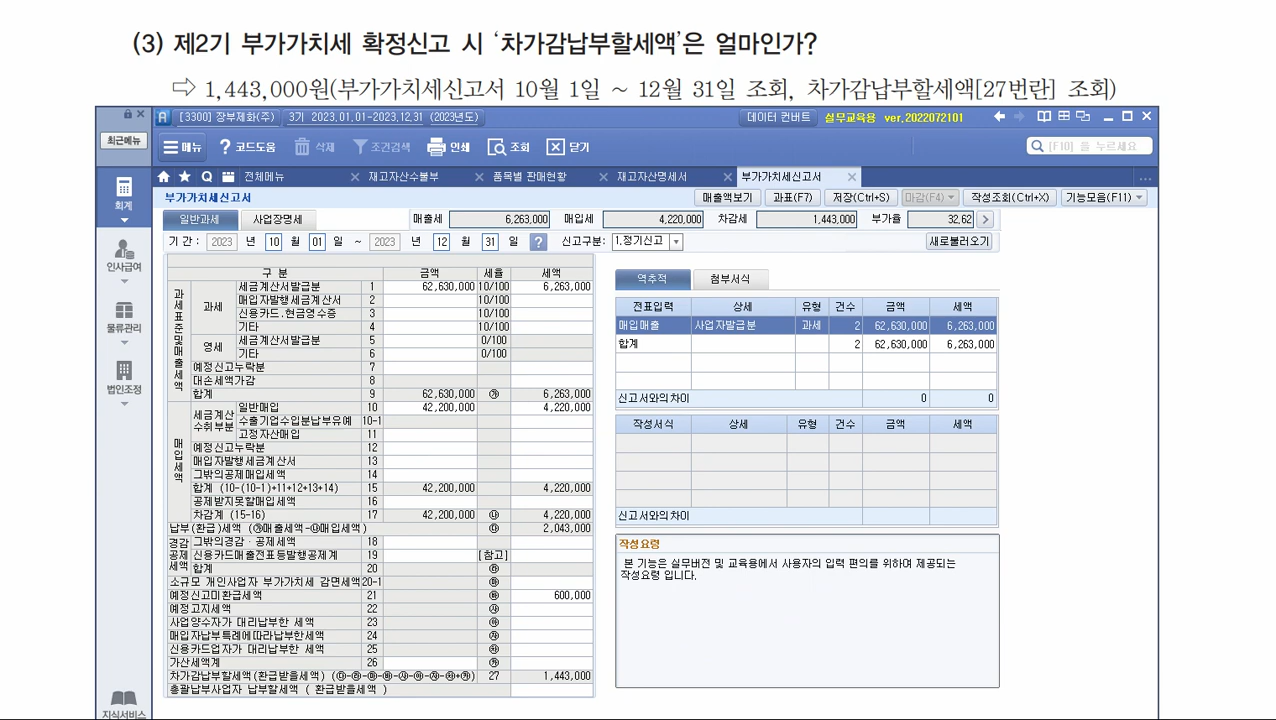 (3) 제2기 부가가치세 확정신고 시 ‘차가감납부할세액’은 얼마인가?
⇨ 1,443,000원(부가가치세신고서 10월 1일 ~ 12월 31일 조회, 차가감납부할세액[27번란] 조회)
[3300] 장부제화(주) 3기 2023.01.01~2023.12.31 (2023년도) 데이터 컨버트 실무교육용 ver.2022072101
최근메뉴 메뉴 ? 코드도움 삭제 조건검색 인쇄 조회 닫기 [F10] 을 누르세요
전체메뉴 재고자산수불부 품목별 판매현황 재고자산명세서 부가가치세신고서 ...
부가가치세신고서 매출액보기 과표(F7) 저장(Ctrl+S) 마감(F4) 작성조회(Ctrl+X) 기능모음(F11)
회계
인사급여
물류관리
법인조정
지식서비스
일반과세 사업장명세 매출세 6,263,000 매입세 4,220,000 차감세 1,443,000 부가율 32.62
기 간 : 2023 년 10 월 01 일 ~ 2023 년 12 월 31 일 ? 신고구분: 1.정기신고 새로불러오기
구 분 금액 세율 세액
과세표준및매출세액
과세
세금계산서발급분 1 62,630,000 10/100 6,263,000
매입자발행세금계산서 2 10/100
신용카드.현금영수증 3 10/100
기타 4 10/100
영세
세금계산서발급분 5 0/100
기타 6 0/100
예정신고누락분 7
대손세액가감 8
합계 9 62,630,000 ㉮ 6,263,000
매입세액
세금계산
수취부분
일반매입 10 42,200,000 4,220,000
수출기업수입분납부유예 10-1
고정자산매입 11
예정신고누락분 12
매입자발행세금계산서 13
그밖의공제매입세액 14
합계 (10-(10-1)+11+12+13+14) 15 42,200,000 4,220,000
공제받지못할매입세액 16
차감계 (15-16) 17 42,200,000 ㉯ 4,220,000
납부(환급)세액 (㉮매출세액-㉯매입세액) ㉰ 2,043,000
경감
공제
세액
그밖의경감·공제세액 18
신용카드매출전표등발행공제계 19 [참고]
합계 20
소규모 개인사업자 부가가치세 감면세액 20-1
예정신고미환급세액 21 600,000
예정고지세액 22
사업양수자가 대리납부한 세액 23
매입자납부특례에따라납부한세액 24
신용카드업자가 대리납부한 세액 25
가산세액계 26
차가감납부할세액(환급받을세액) 27 1,443,000
총괄납부사업자 납부할세액 ( 환급받을세액 )
역추적 첨부서식
전표입력 상세 유형 건수 금액 세액
매입매출 사업자발급분 과세 2 62,630,000 6,263,000
합계 2 62,630,000 6,263,000
신고서와의차이 0 0
작성서식 상세 유형 건수 금액 세액
신고서와의차이
작성요령
본 기능은 실무버전 및 교육용에서 사용자의 입력 편의를 위하여 제공되는
작성요령 입니다.